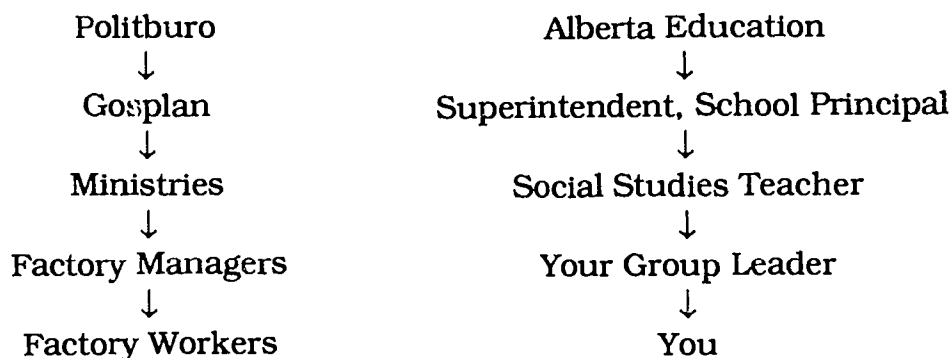 Politburo Alberta Education
↓ ↓
Gosplan Superintendent, School Principal
↓ ↓
Ministries Social Studies Teacher
↓ ↓
Factory Managers Your Group Leader
↓ ↓
Factory Workers You